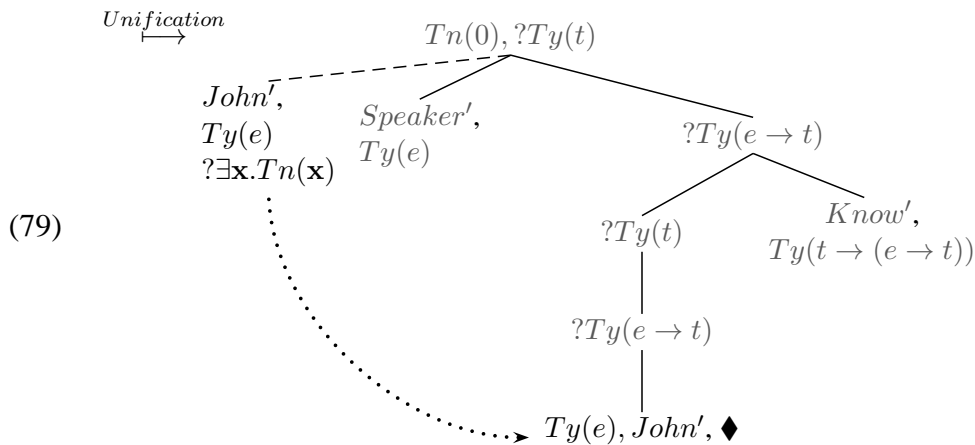 Unification
⟼
Tn(0), ?Ty(t)
John′,
Ty(e)
?∃x.Tn(x)
Speaker′,
Ty(e)
?Ty(e → t)
(79)
?Ty(t)
Know′,
Ty(t → (e → t))
?Ty(e → t)
Ty(e), John′, ♦